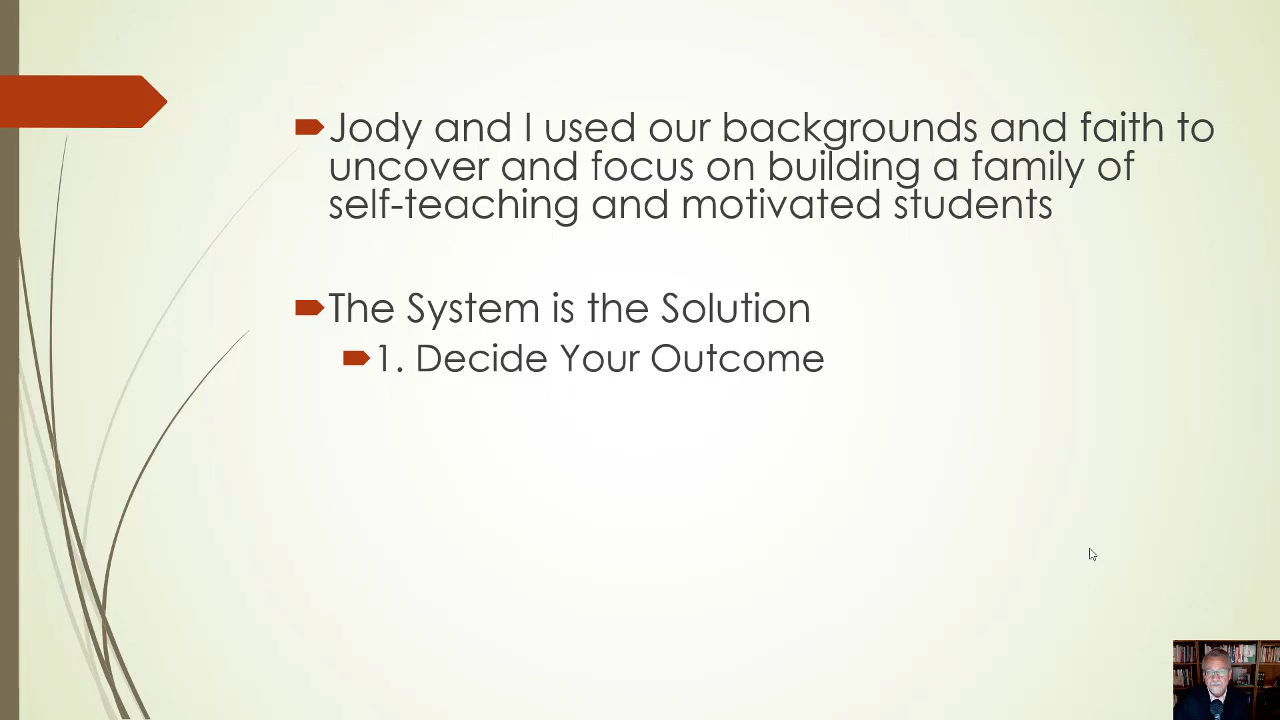 Jody and I used our backgrounds and faith to
uncover and focus on building a family of
self-teaching and motivated students
The System is the Solution
1. Decide Your Outcome